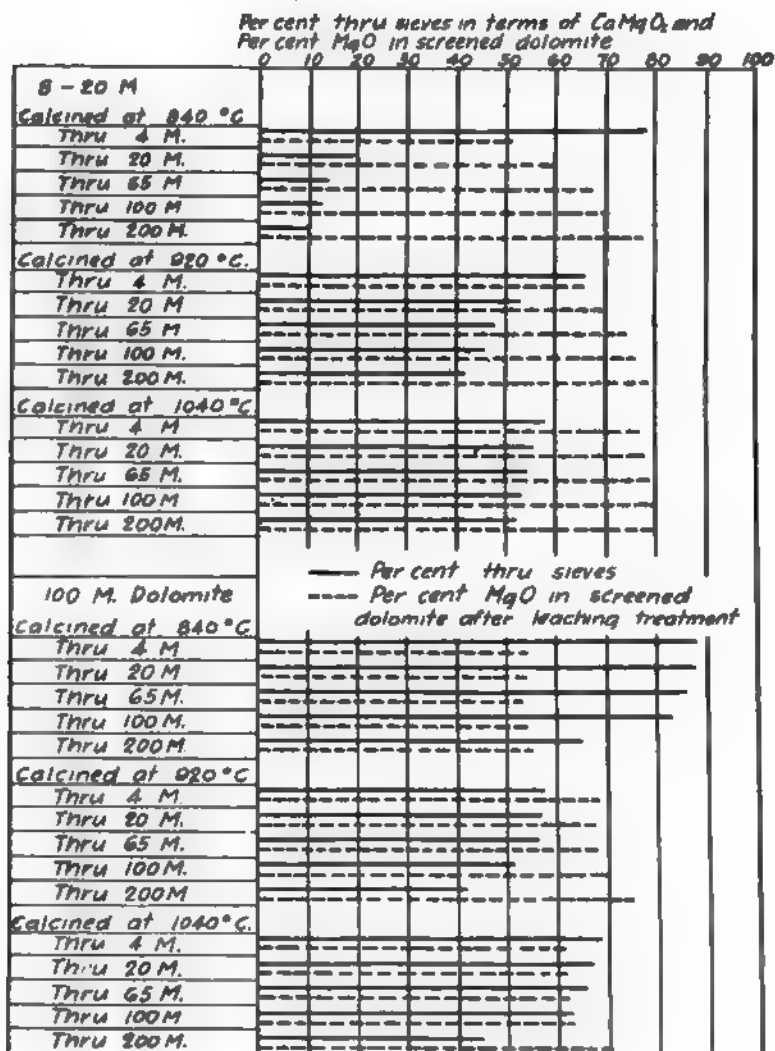 Per cent thru sieves in terms of CaMgO₂ and
Per cent MgO in screened dolomite
0 10 20 30 40 50 60 70 80 90 100
8 - 20 M
Calcined at 840 °C
Thru 4 M.
Thru 20 M.
Thru 65 M
Thru 100 M
Thru 200 M.
Calcined at 920 °C.
Thru 4 M.
Thru 20 M
Thru 65 M
Thru 100 M.
Thru 200 M.
Calcined at 1040 °C.
Thru 4 M
Thru 20 M.
Thru 65 M.
Thru 100 M
Thru 200 M.
Per cent thru sieves
100 M. Dolomite
Per cent MgO in screened
dolomite after leaching treatment
Calcined at 840 °C
Thru 4 M
Thru 20 M
Thru 65 M.
Thru 100 M.
Thru 200 M
Calcined at 920 °C
Thru 4 M
Thru 20 M.
Thru 65 M.
Thru 100 M.
Thru 200 M
Calcined at 1040 °C.
Thru 4 M.
Thru 20 M.
Thru 65 M.
Thru 100 M
Thru 200 M.